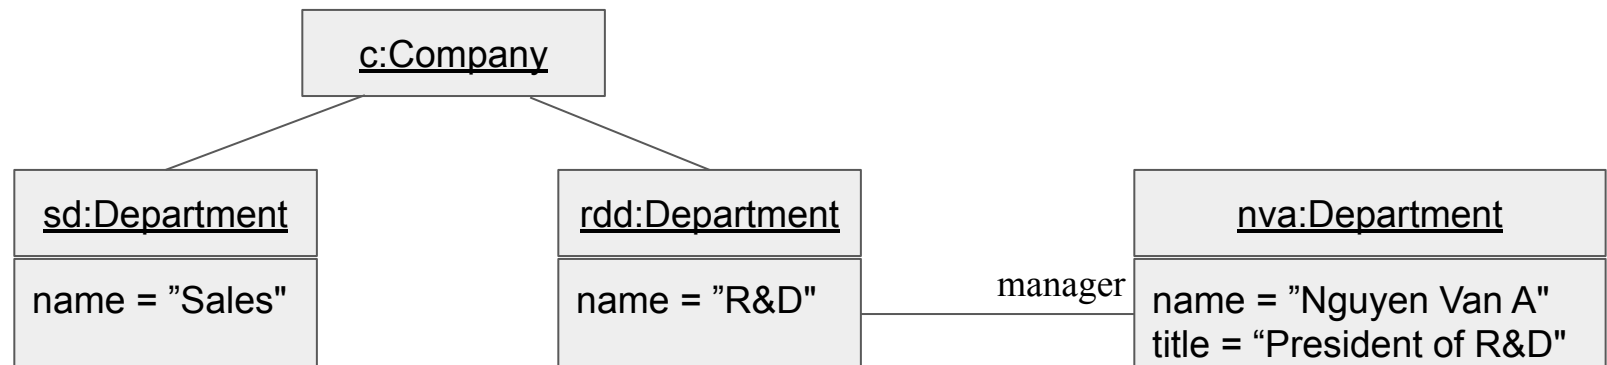 c:Company
sd:Department
rdd:Department
nva:Department
name = ”Sales"
name = ”R&D"
manager
name = ”Nguyen Van A"
title = “President of R&D"